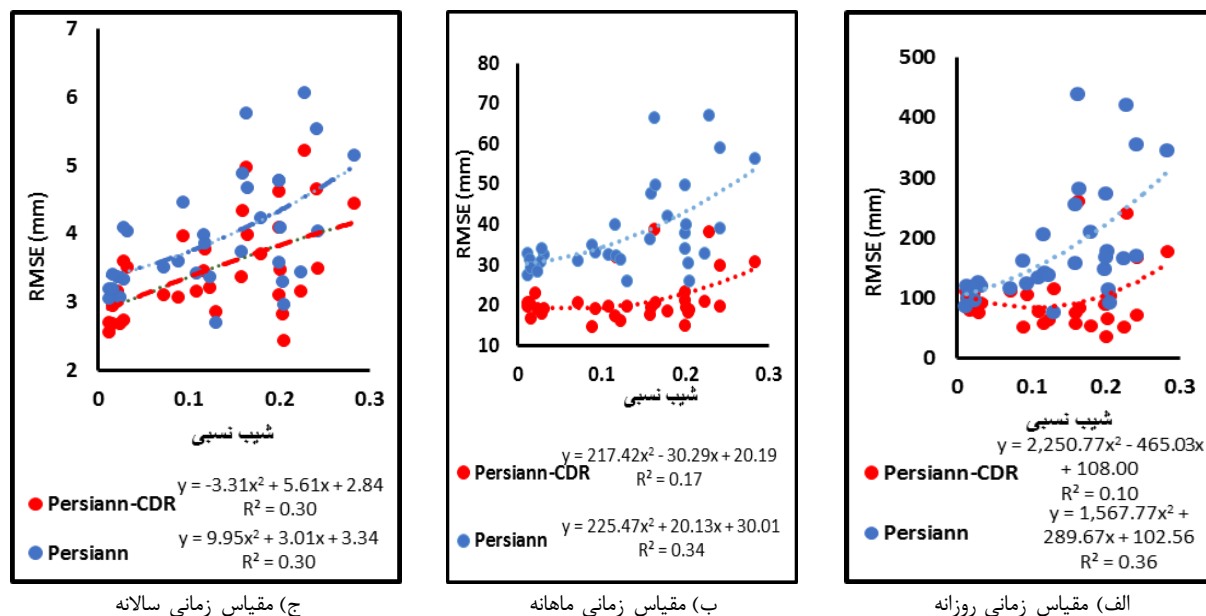 7
6
5
4
3
2
RMSE (mm)
0
0.1
0.2
0.3
شیب نسبی
y = -3.31x² + 5.61x + 2.84
R² = 0.30
Persiann-CDR
y = 9.95x² + 3.01x + 3.34
R² = 0.30
Persiann
ج) مقیاس زمانی سالانه
80
70
60
50
40
30
20
10
RMSE (mm)
0
0.1
0.2
0.3
شیب نسبی
y = 217.42x² - 30.29x + 20.19
R² = 0.17
Persiann-CDR
y = 225.47x² + 20.13x + 30.01
R² = 0.34
Persiann
ب) مقیاس زمانی ماهانه
500
400
300
200
100
0
RMSE (mm)
0
0.1
0.2
0.3
شیب نسبی
y = 2,250.77x² - 465.03x
+ 108.00
R² = 0.10
Persiann-CDR
y = 1,567.77x² +
289.67x + 102.56
R² = 0.36
Persiann
الف) مقیاس زمانی روزانه